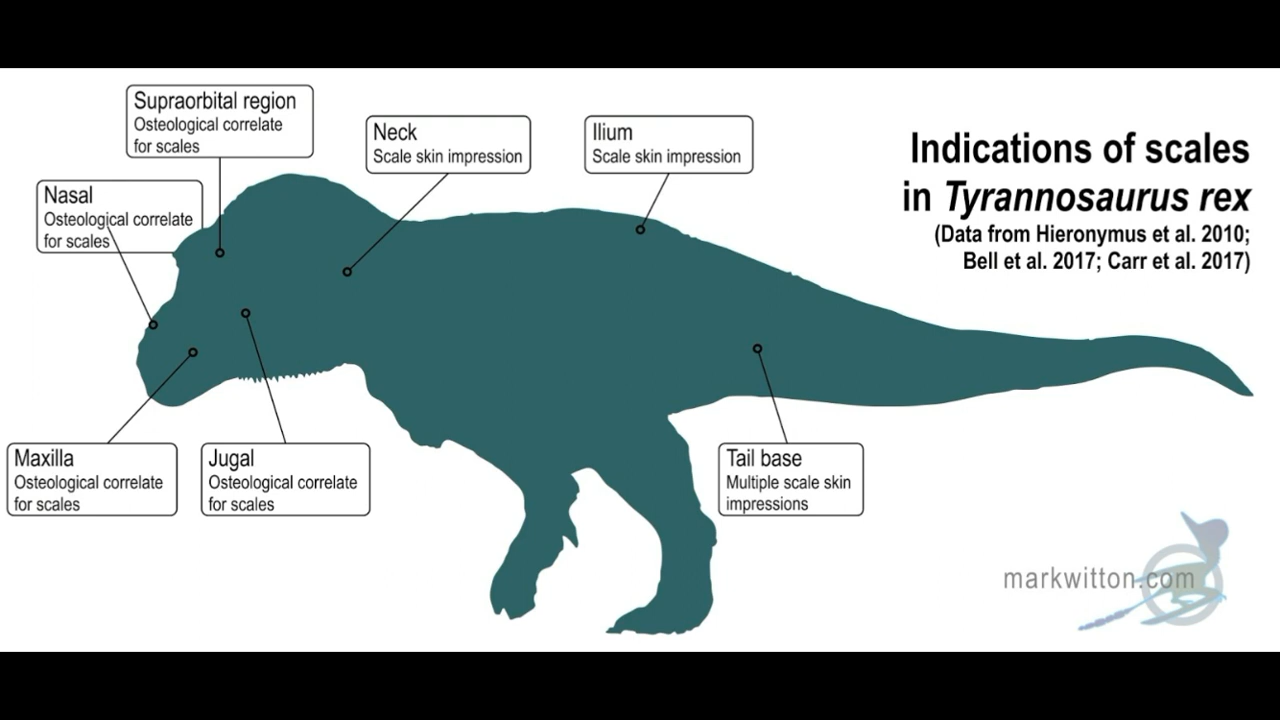 Supraorbital region
Osteological correlate
for scales
Neck
Scale skin impression
Ilium
Scale skin impression
Indications of scales
in Tyrannosaurus rex
(Data from Hieronymus et al. 2010;
Bell et al. 2017; Carr et al. 2017)
Nasal
Osteological correlate
for scales
Maxilla
Osteological correlate
for scales
Jugal
Osteological correlate
for scales
Tail base
Multiple scale skin
impressions
markwitton.com